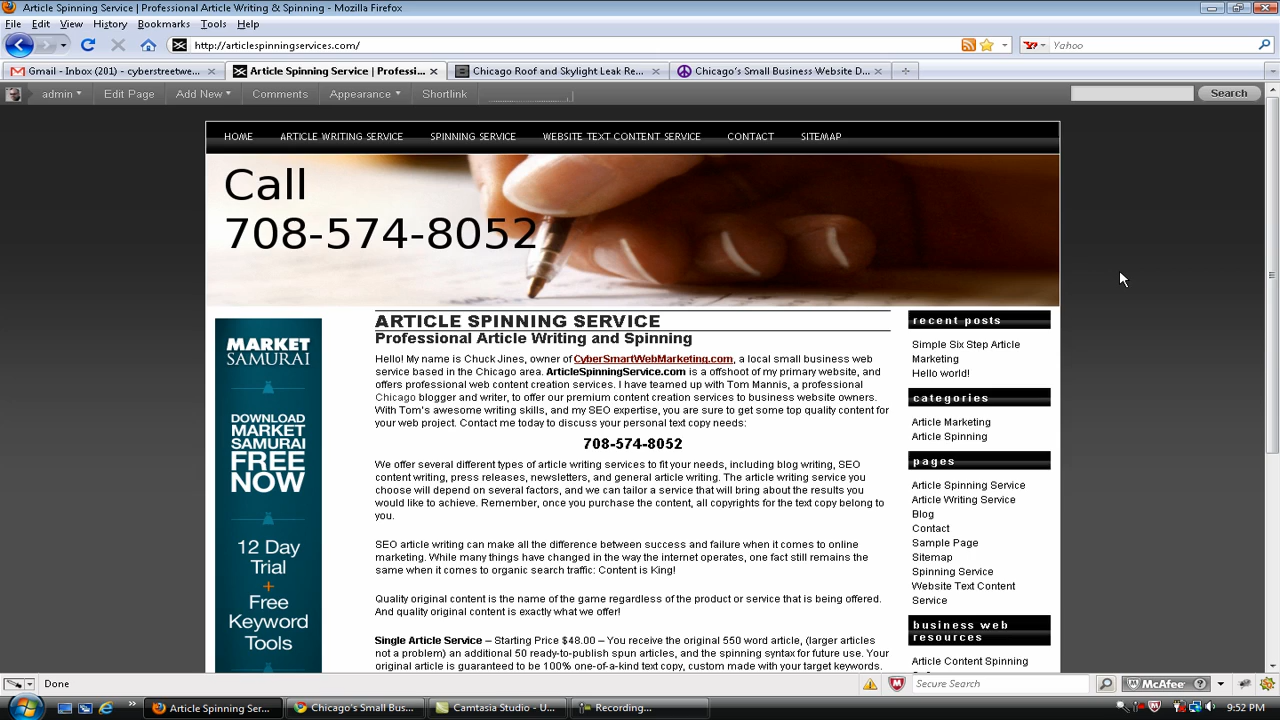 Article Spinning Service | Professional Article Writing & Spinning - Mozilla Firefox
File Edit View History Bookmarks Tools Help
http://articlespinningservices.com/
Yahoo
Gmail - Inbox (201) - cyberstreetwe...
Article Spinning Service | Professi...
Chicago Roof and Skylight Leak Re...
Chicago's Small Business Website D...
admin Edit Page Add New Comments Appearance Shortlink Search
HOME ARTICLE WRITING SERVICE SPINNING SERVICE WEBSITE TEXT CONTENT SERVICE CONTACT SITEMAP
Call
708-574-8052
MARKET
SAMURAI
DOWNLOAD
MARKET
SAMURAI
FREE
NOW
12 Day
Trial
+
Free
Keyword
Tools
ARTICLE SPINNING SERVICE
Professional Article Writing and Spinning
Hello! My name is Chuck Jines, owner of CyberSmartWebMarketing.com, a local small business web
service based in the Chicago area. ArticleSpinningService.com is a offshoot of my primary website, and
offers professional web content creation services. I have teamed up with Tom Mannis, a professional
Chicago blogger and writer, to offer our premium content creation services to business website owners.
With Tom's awesome writing skills, and my SEO expertise, you are sure to get some top quality content for
your web project. Contact me today to discuss your personal text copy needs:
708-574-8052
We offer several different types of article writing services to fit your needs, including blog writing, SEO
content writing, press releases, newsletters, and general article writing. The article writing service you
choose will depend on several factors, and we can tailor a service that will bring about the results you
would like to achieve. Remember, once you purchase the content, all copyrights for the text copy belong to
you.
SEO article writing can make all the difference between success and failure when it comes to online
marketing. While many things have changed in the way the internet operates, one fact still remains the
same when it comes to organic search traffic: Content is King!
Quality original content is the name of the game regardless of the product or service that is being offered.
And quality original content is exactly what we offer!
Single Article Service – Starting Price $48.00 – You receive the original 550 word article, (larger articles
not a problem) an additional 50 ready-to-publish spun articles, and the spinning syntax for future use. Your
original article is guaranteed to be 100% one-of-a-kind text copy, custom made with your target keywords.
recent posts
Simple Six Step Article
Marketing
Hello world!
categories
Article Marketing
Article Spinning
pages
Article Spinning Service
Article Writing Service
Blog
Contact
Sample Page
Sitemap
Spinning Service
Website Text Content
Service
business web
resources
Article Content Spinning
Done
Secure Search
McAfee
Article Spinning Ser...
Chicago's Small Bus...
Camtasia Studio - U...
Recording...
9:52 PM